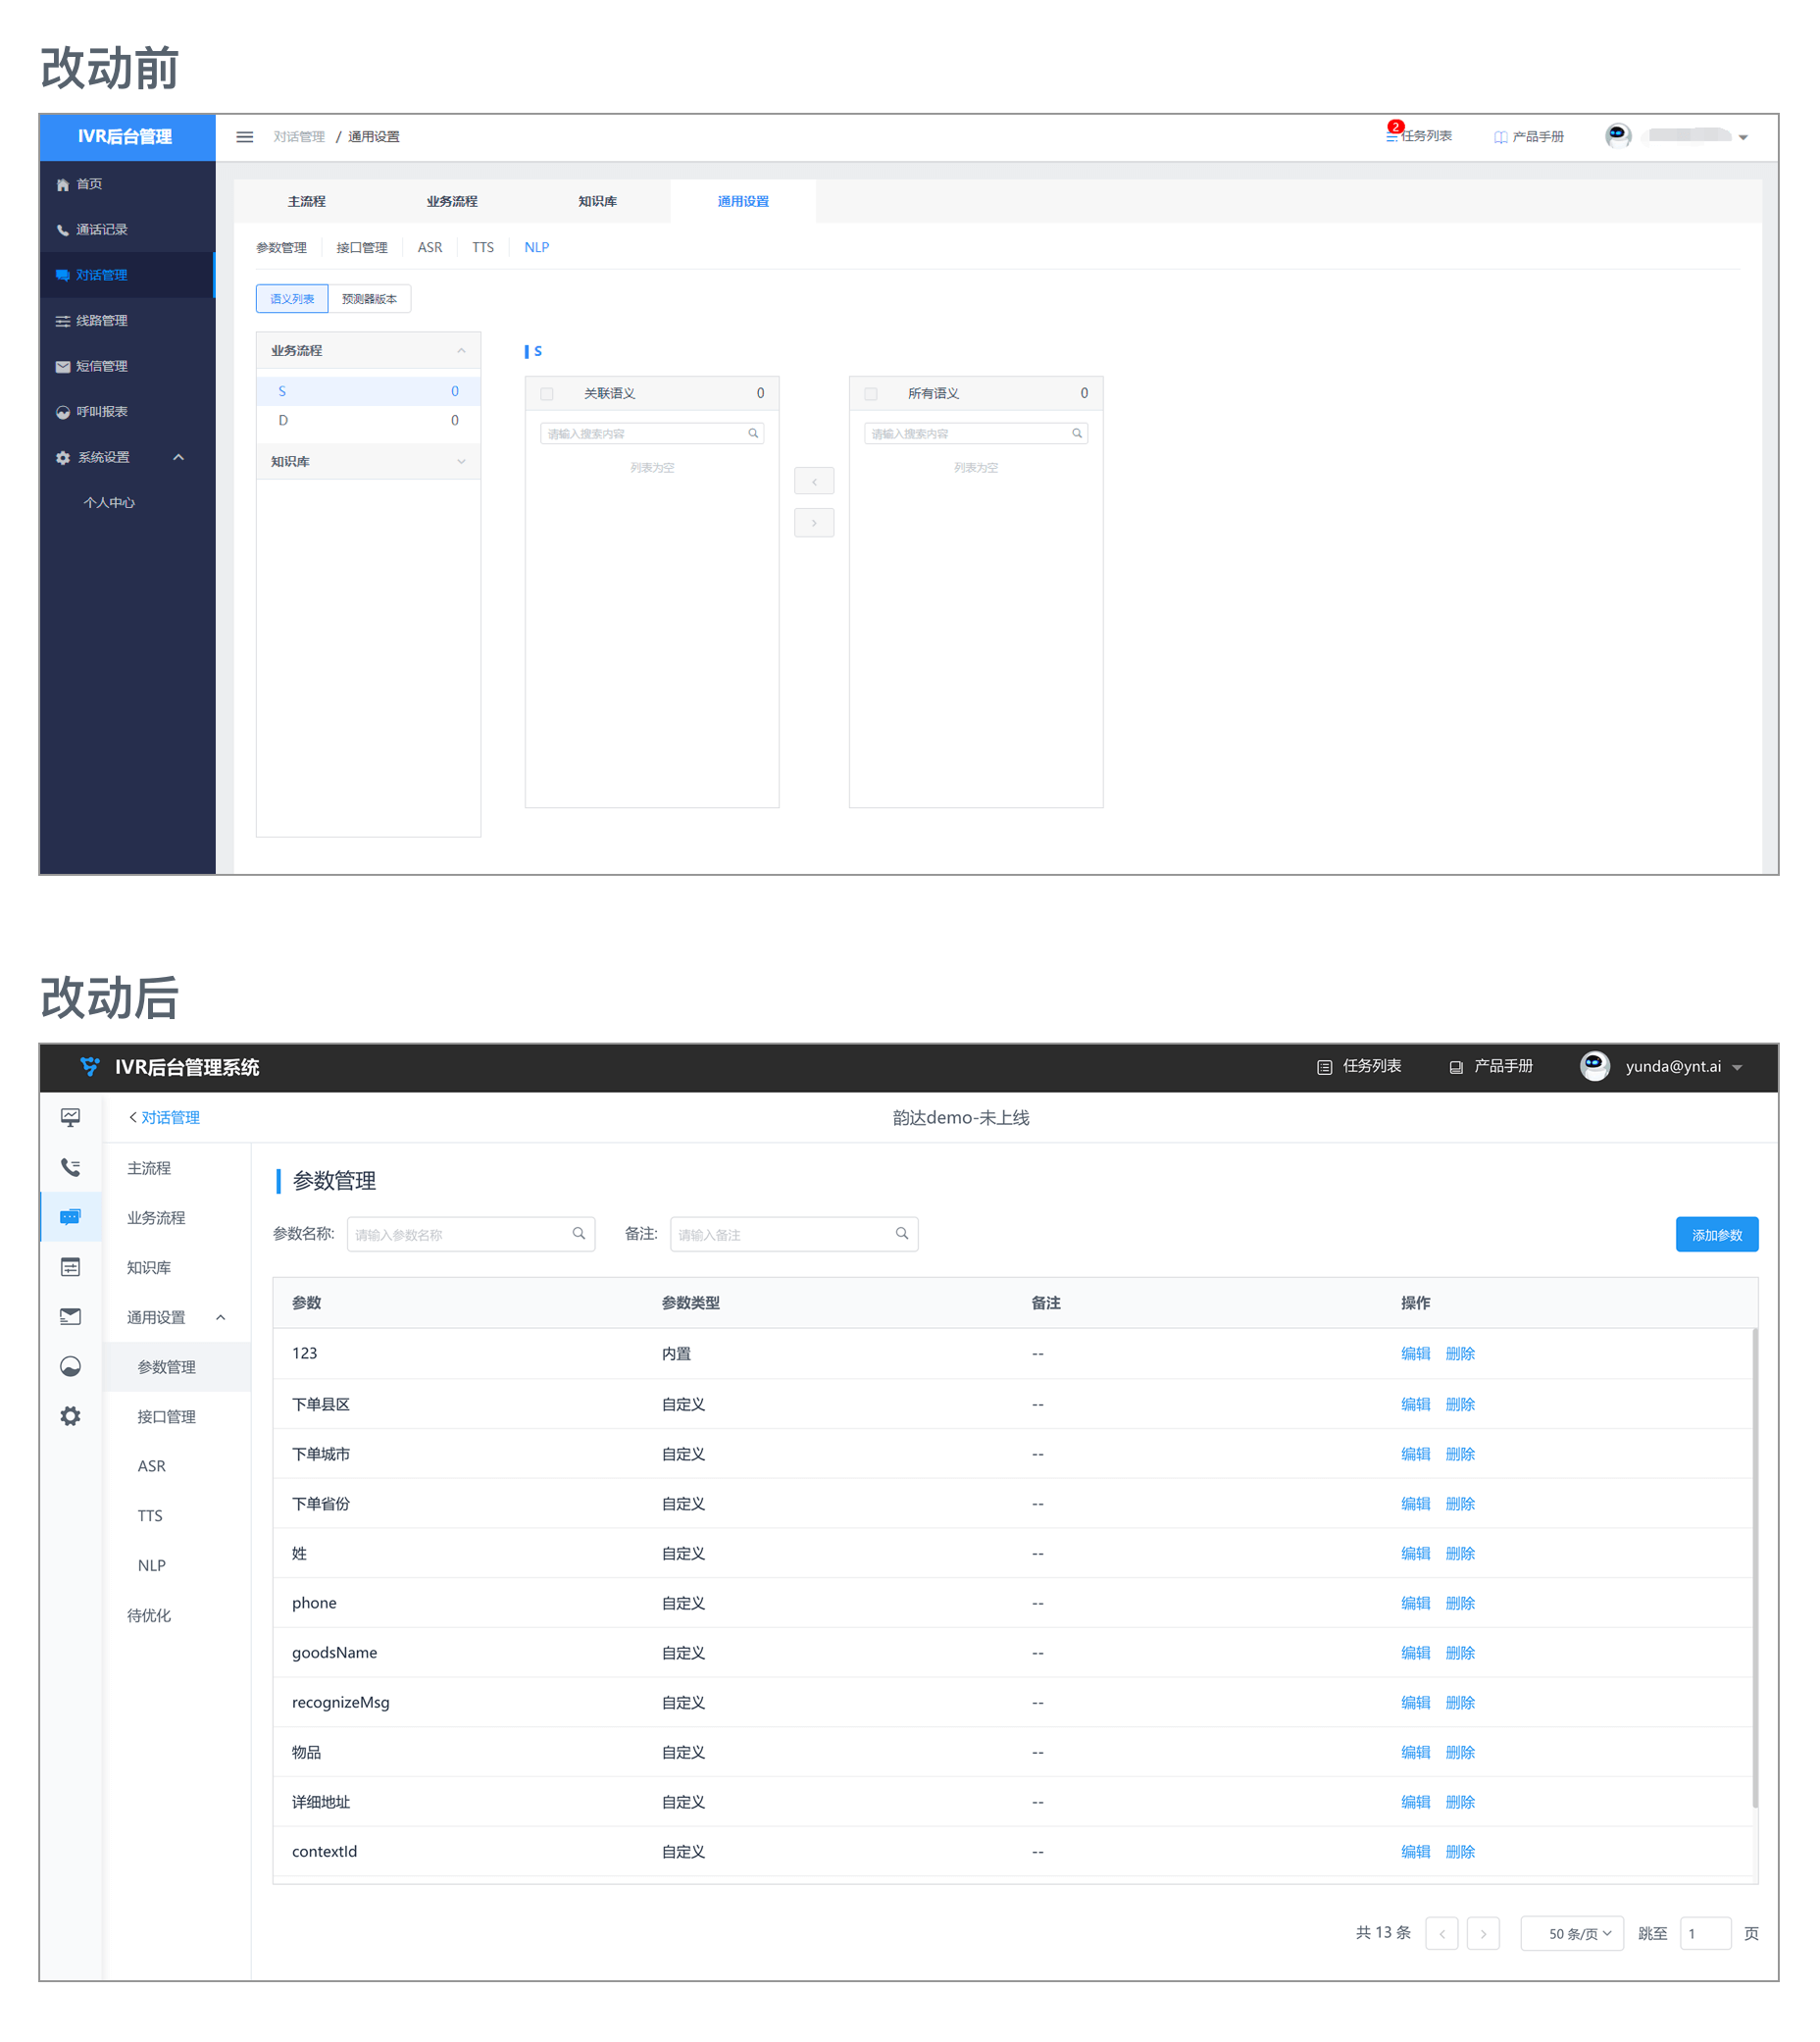 改动前
IVR后台管理
对话管理 / 通用设置
2
任务列表
产品手册
首页
通话记录
对话管理
线路管理
短信管理
呼叫报表
系统设置
个人中心
主流程 业务流程 知识库 通用设置
参数管理 接口管理 ASR TTS NLP
语义列表 预测器版本
业务流程
S 0
D 0
知识库
S
关联语义 0
请输入搜索内容
列表为空
<
>
所有语义 0
请输入搜索内容
列表为空
改动后
IVR后台管理系统
任务列表
产品手册
yunda@ynt.ai
< 对话管理
韵达demo-未上线
主流程
业务流程
知识库
通用设置
参数管理
接口管理
ASR
TTS
NLP
待优化
参数管理
参数名称: 请输入参数名称 备注: 请输入备注 添加参数
参数 参数类型 备注 操作
123 内置 -- 编辑 删除
下单县区 自定义 -- 编辑 删除
下单城市 自定义 -- 编辑 删除
下单省份 自定义 -- 编辑 删除
姓 自定义 -- 编辑 删除
phone 自定义 -- 编辑 删除
goodsName 自定义 -- 编辑 删除
recognizeMsg 自定义 -- 编辑 删除
物品 自定义 -- 编辑 删除
详细地址 自定义 -- 编辑 删除
contextId 自定义 -- 编辑 删除
共 13 条 < > 50 条/页 跳至 1 页